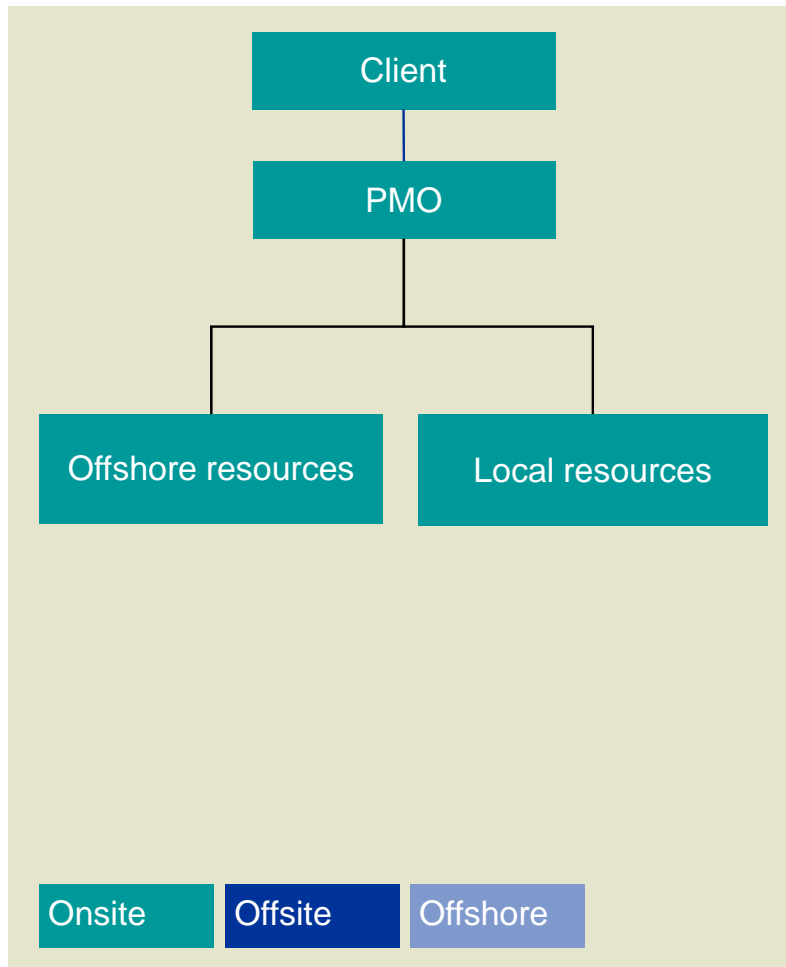 Client
PMO
Offshore resources
Local resources
Onsite
Offsite
Offshore